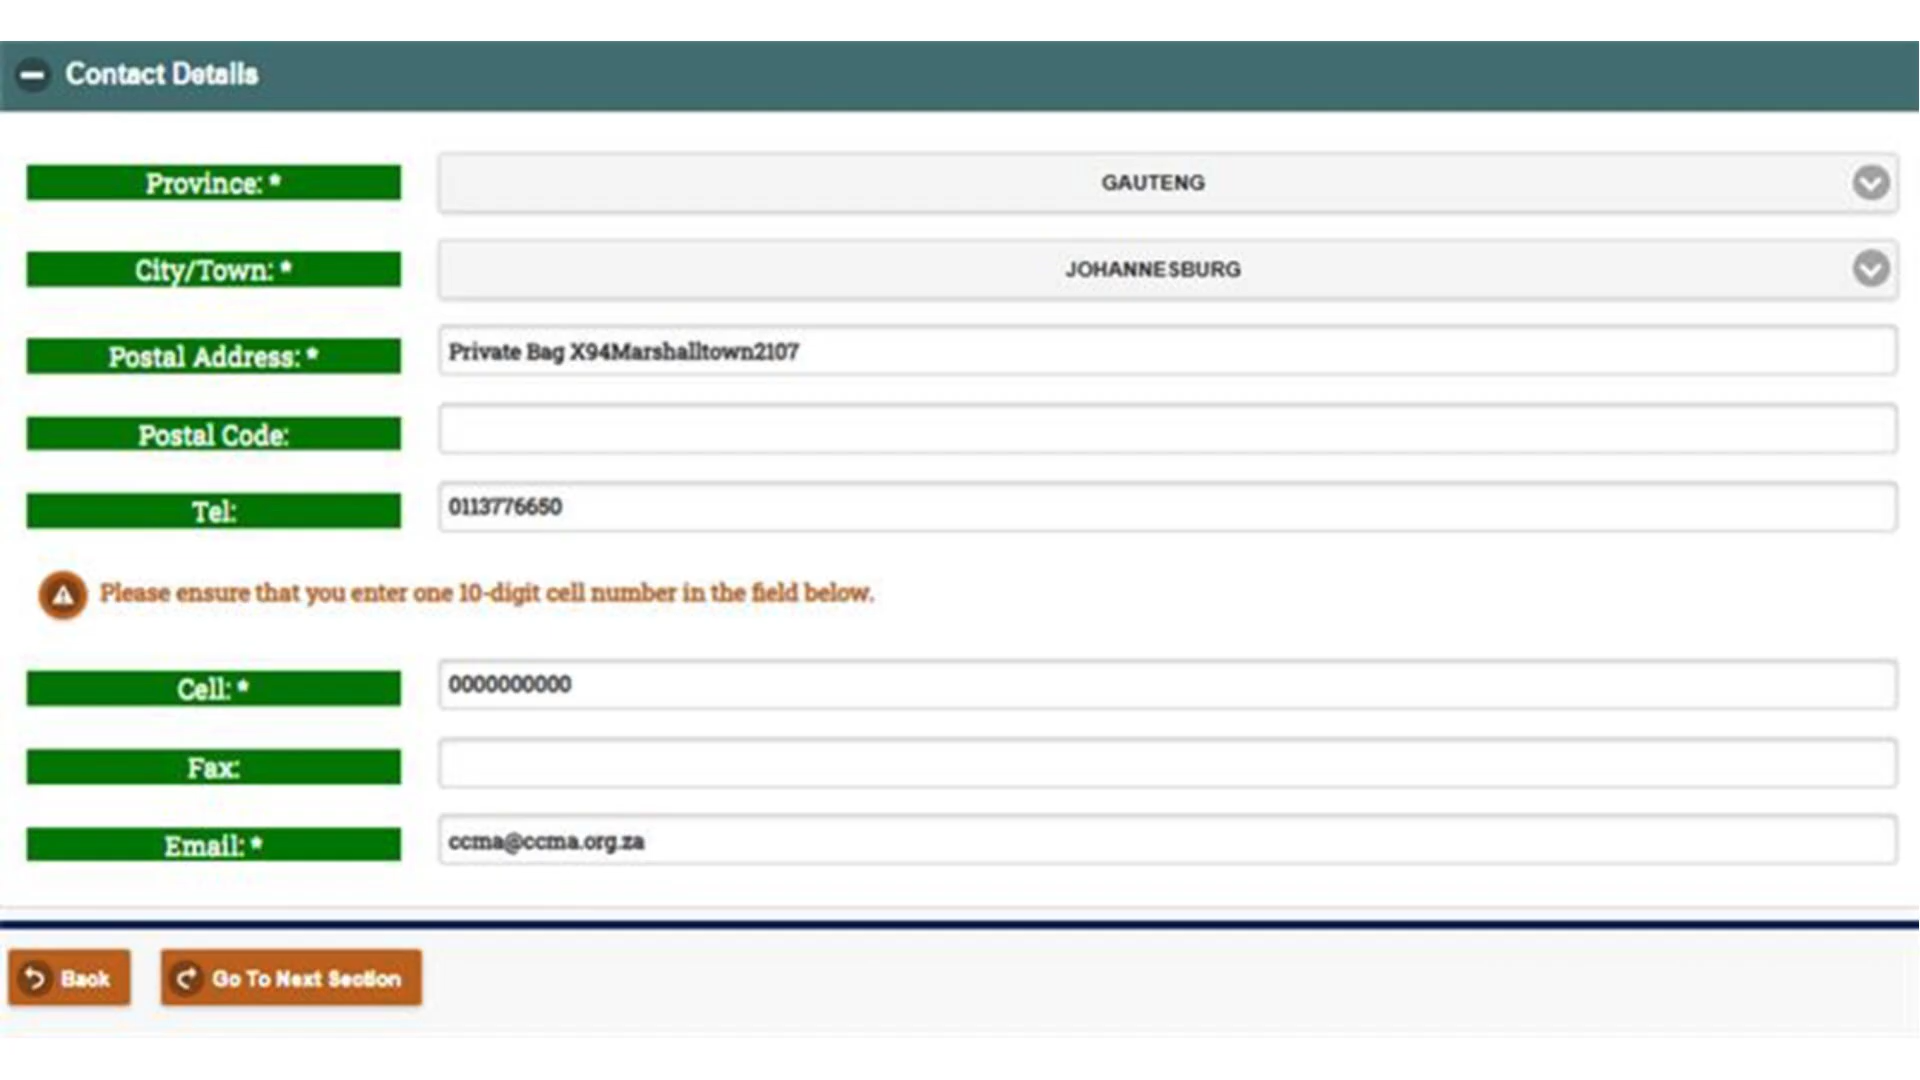 Contact Details
Province: *
GAUTENG
City/Town: *
JOHANNESBURG
Postal Address: *
Private Bag X94Marshalltown2107
Postal Code:
Tel:
0113776650
Please ensure that you enter one 10-digit cell number in the field below.
Cell: *
0000000000
Fax:
Email: *
ccma@ccma.org.za
Back
Go To Next Section